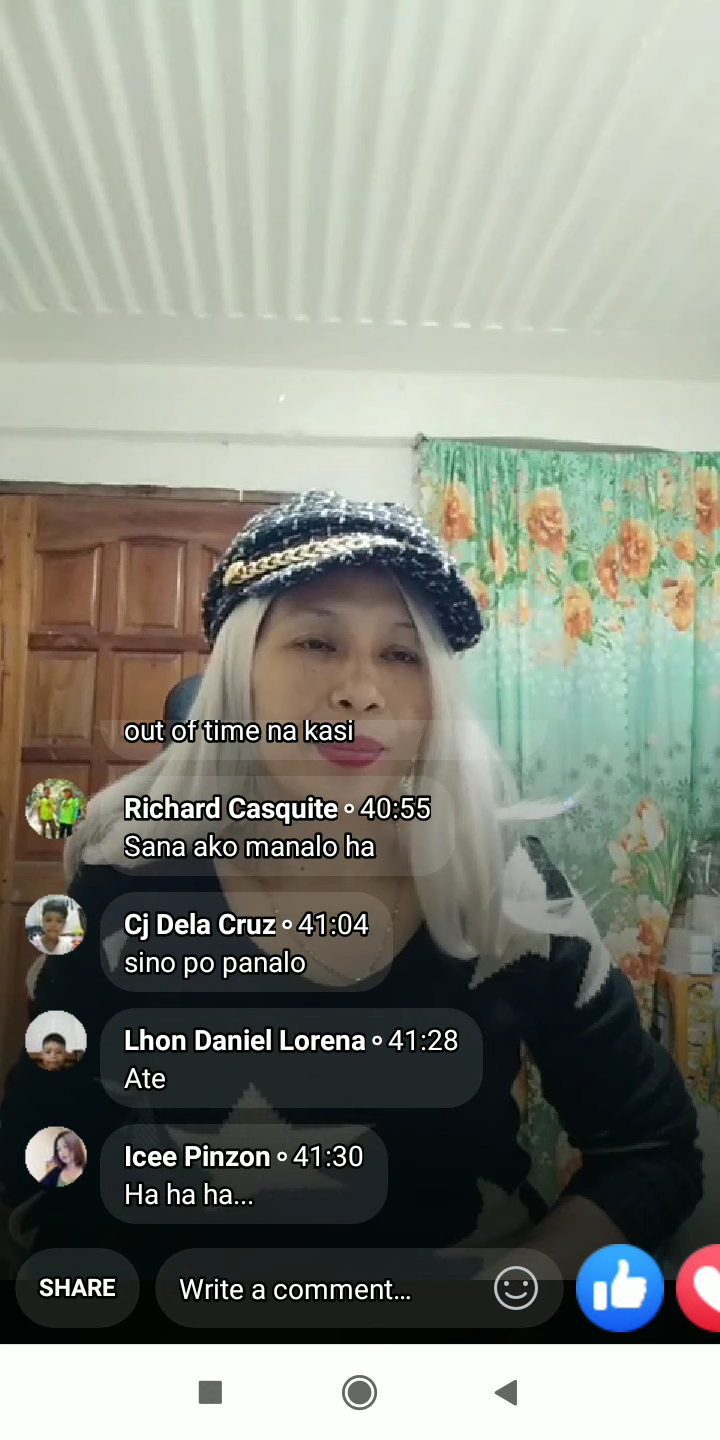 out of time na kasi
Richard Casquite • 40:55
Sana ako manalo ha
Cj Dela Cruz • 41:04
sino po panalo
Lhon Daniel Lorena • 41:28
Ate
Icee Pinzon • 41:30
Ha ha ha...
SHARE
Write a comment...